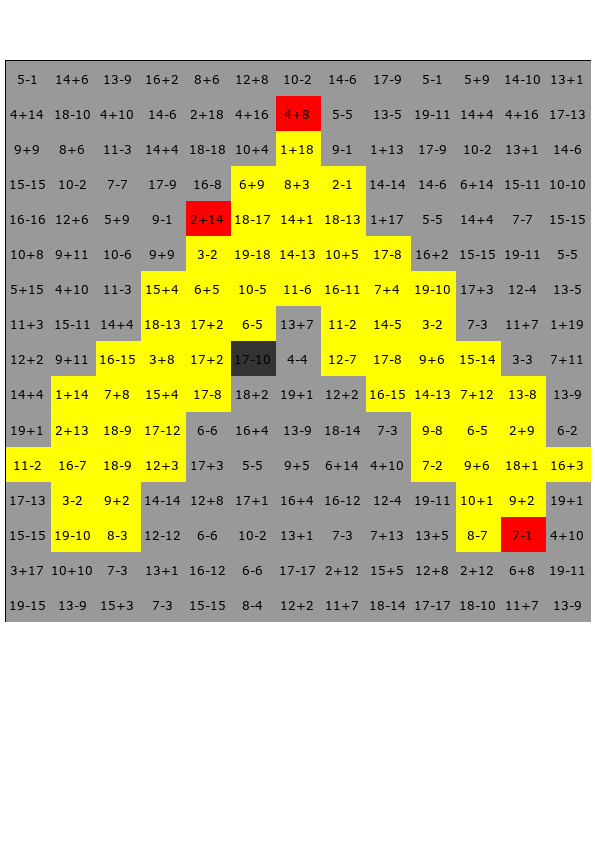 5-1 14+6 13-9 16+2 8+6 12+8 10-2 14-6 17-9 5-1 5+9 14-10 13+1
4+14 18-10 4+10 14-6 2+18 4+16 4+8 5-5 13-5 19-11 14+4 4+16 17-13
9+9 8+6 11-3 14+4 18-18 10+4 1+18 9-1 1+13 17-9 10-2 13+1 14-6
15-15 10-2 7-7 17-9 16-8 6+9 8+3 2-1 14-14 14-6 6+14 15-11 10-10
16-16 12+6 5+9 9-1 2+14 18-17 14+1 18-13 1+17 5-5 14+4 7-7 15-15
10+8 9+11 10-6 9+9 3-2 19-18 14-13 10+5 17-8 16+2 15-15 19-11 5-5
5+15 4+10 11-3 15+4 6+5 10-5 11-6 16-11 7+4 19-10 17+3 12-4 13-5
11+3 15-11 14+4 18-13 17+2 6-5 13+7 11-2 14-5 3-2 7-3 11+7 1+19
12+2 9+11 16-15 3+8 17+2 17-10 4-4 12-7 17-8 9+6 15-14 3-3 7+11
14+4 1+14 7+8 15+4 17-8 18+2 19+1 12+2 16-15 14-13 7+12 13-8 13-9
19+1 2+13 18-9 17-12 6-6 16+4 13-9 18-14 7-3 9-8 6-5 2+9 6-2
11-2 16-7 18-9 12+3 17+3 5-5 9+5 6+14 4+10 7-2 9+6 18+1 16+3
17-13 3-2 9+2 14-14 12+8 17+1 16+4 16-12 12-4 19-11 10+1 9+2 19+1
15-15 19-10 8-3 12-12 6-6 10-2 13+1 7-3 7+13 13+5 8-7 7-1 4+10
3+17 10+10 7-3 13+1 16-12 6-6 17-17 2+12 15+5 12+8 2+12 6+8 19-11
19-15 13-9 15+3 7-3 15-15 8-4 12+2 11+7 18-14 17-17 18-10 11+7 13-9